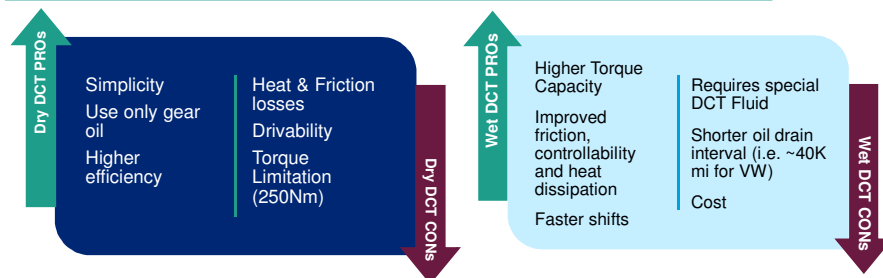 Dry DCT PROs
Simplicity
Use only gear
oil
Higher
efficiency
Heat & Friction
losses
Drivability
Torque
Limitation
(250Nm)
Dry DCT CONs
Wet DCT PROs
Higher Torque
Capacity
Improved
friction,
controllability
and heat
dissipation
Faster shifts
Requires special
DCT Fluid
Shorter oil drain
interval (i.e. ~40K
mi for VW)
Cost
Wet DCT CONs